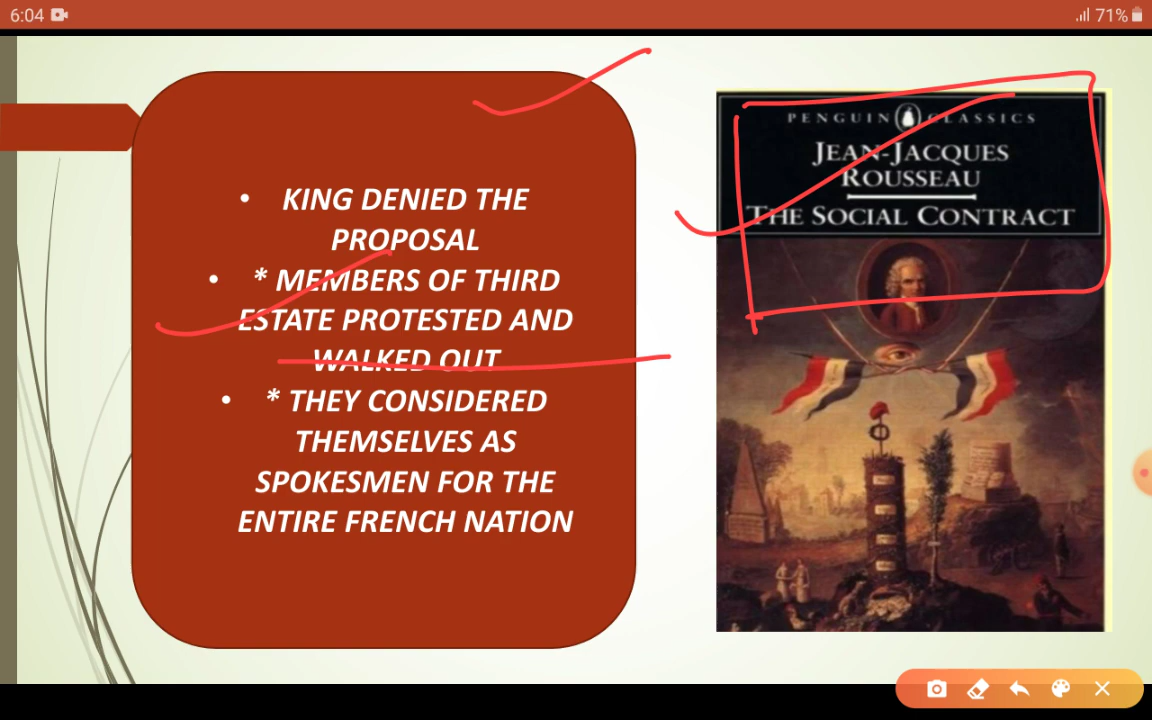 6:04
71%
• KING DENIED THE
PROPOSAL
• * MEMBERS OF THIRD
ESTATE PROTESTED AND
WALKED OUT
• * THEY CONSIDERED
THEMSELVES AS
SPOKESMEN FOR THE
ENTIRE FRENCH NATION
PENGUIN CLASSICS
JEAN-JACQUES
ROUSSEAU
THE SOCIAL CONTRACT